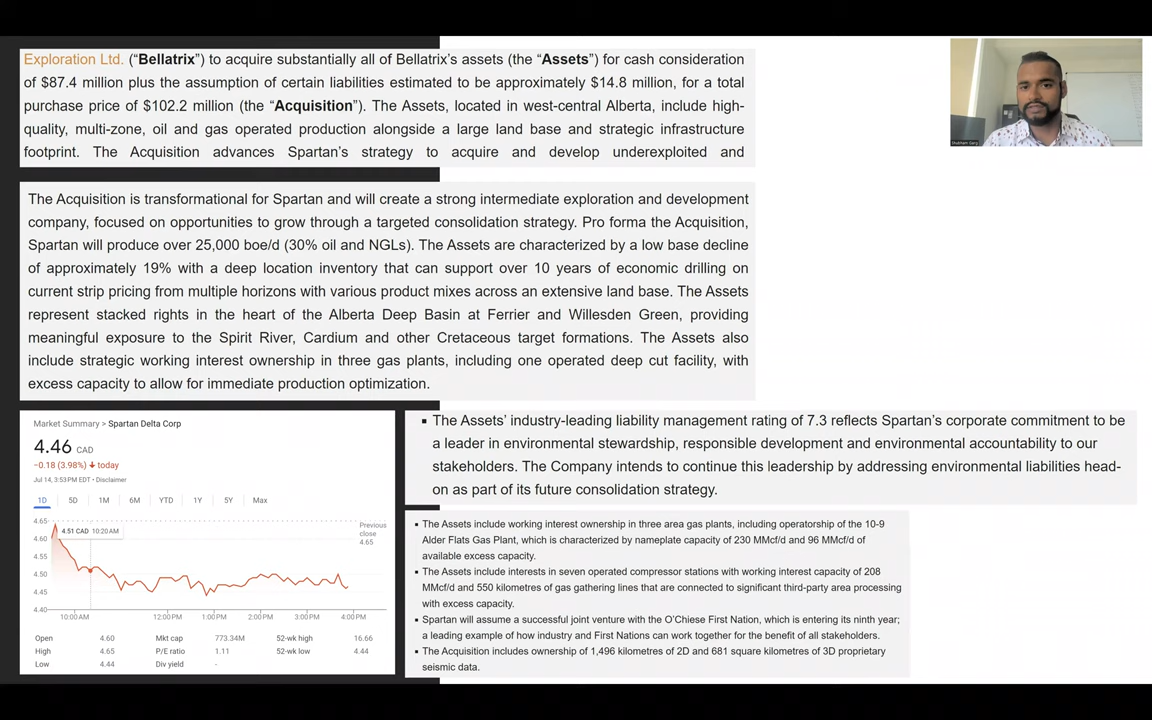 Exploration Ltd. (“Bellatrix”) to acquire substantially all of Bellatrix’s assets (the “Assets”) for cash consideration
of $87.4 million plus the assumption of certain liabilities estimated to be approximately $14.8 million, for a total
purchase price of $102.2 million (the “Acquisition”). The Assets, located in west-central Alberta, include high-
quality, multi-zone, oil and gas operated production alongside a large land base and strategic infrastructure
footprint. The Acquisition advances Spartan’s strategy to acquire and develop underexploited and
The Acquisition is transformational for Spartan and will create a strong intermediate exploration and development
company, focused on opportunities to grow through a targeted consolidation strategy. Pro forma the Acquisition,
Spartan will produce over 25,000 boe/d (30% oil and NGLs). The Assets are characterized by a low base decline
of approximately 19% with a deep location inventory that can support over 10 years of economic drilling on
current strip pricing from multiple horizons with various product mixes across an extensive land base. The Assets
represent stacked rights in the heart of the Alberta Deep Basin at Ferrier and Willesden Green, providing
meaningful exposure to the Spirit River, Cardium and other Cretaceous target formations. The Assets also
include strategic working interest ownership in three gas plants, including one operated deep cut facility, with
excess capacity to allow for immediate production optimization.
Market Summary > Spartan Delta Corp
4.46 CAD
−0.18 (3.98%) ↓ today
Jul 14, 3:53 PM EDT • Disclaimer
1D 5D 1M 6M YTD 1Y 5Y Max
4.65
4.60
4.55
4.50
4.45
4.40
4.51 CAD 10:20 AM
Previous
close
4.65
10:00 AM 12:00 PM 1:00 PM 2:00 PM 3:00 PM 4:00 PM
Open 4.60 Mkt cap 773.34M 52-wk high 16.66
High 4.65 P/E ratio 1.11 52-wk low 4.44
Low 4.44 Div yield -
▪ The Assets’ industry-leading liability management rating of 7.3 reflects Spartan’s corporate commitment to be
a leader in environmental stewardship, responsible development and environmental accountability to our
stakeholders. The Company intends to continue this leadership by addressing environmental liabilities head-
on as part of its future consolidation strategy.
▪ The Assets include working interest ownership in three area gas plants, including operatorship of the 10-9
Alder Flats Gas Plant, which is characterized by nameplate capacity of 230 MMcf/d and 96 MMcf/d of
available excess capacity.
▪ The Assets include interests in seven operated compressor stations with working interest capacity of 208
MMcf/d and 550 kilometres of gas gathering lines that are connected to significant third-party area processing
with excess capacity.
▪ Spartan will assume a successful joint venture with the O’Chiese First Nation, which is entering its ninth year;
a leading example of how industry and First Nations can work together for the benefit of all stakeholders.
▪ The Acquisition includes ownership of 1,496 kilometres of 2D and 681 square kilometres of 3D proprietary
seismic data.